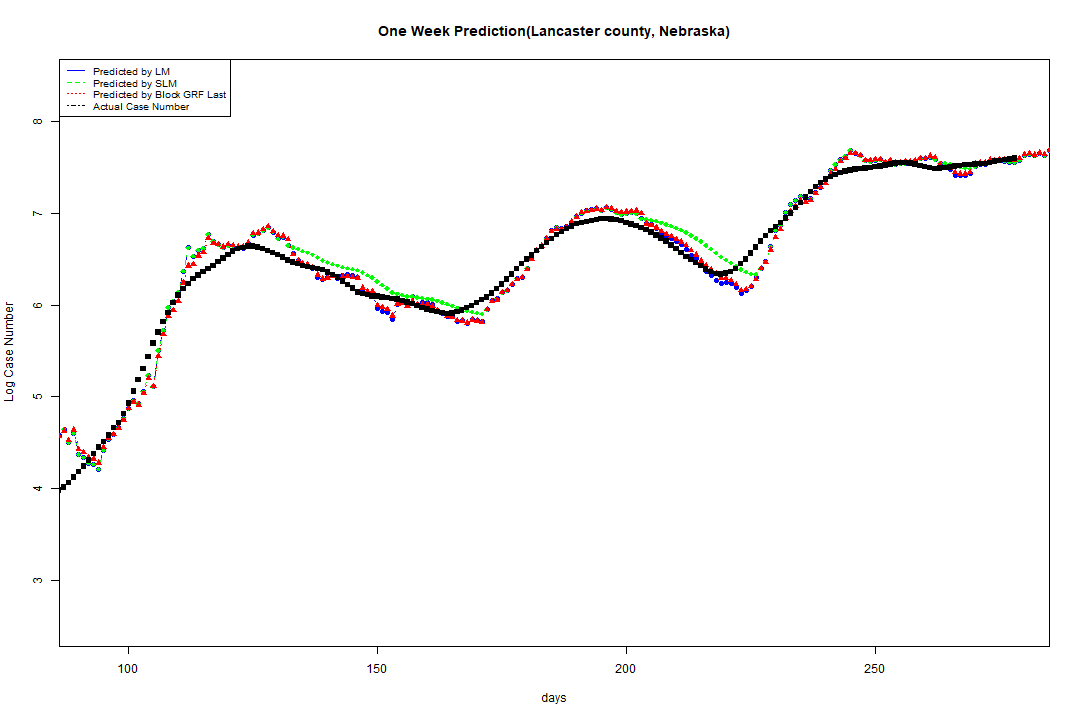 One Week Prediction(Lancaster county, Nebraska)
Predicted by LM
Predicted by SLM
Predicted by Block GRF Last
Actual Case Number
8
7
6
5
4
3
Log Case Number
100 150 200 250
days